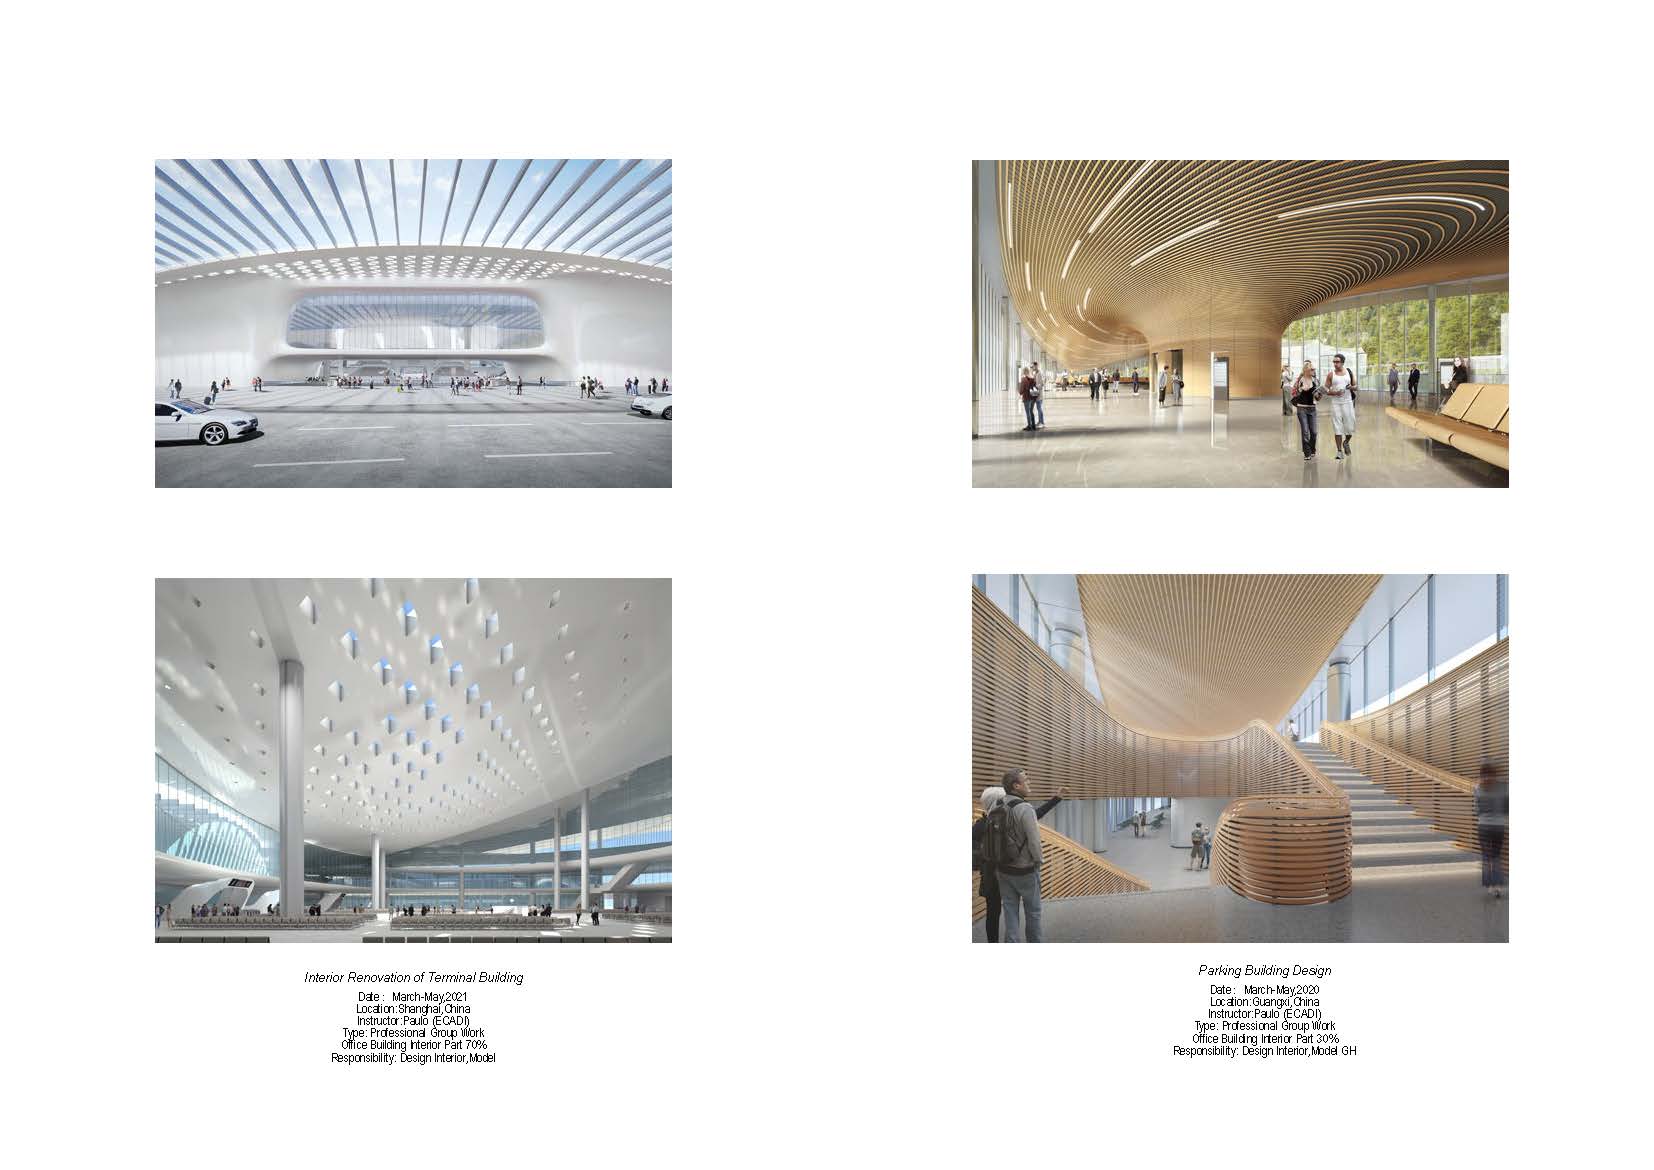 Interior Renovation of Terminal Building
Date : March-May,2021
Location:Shanghai,China
Instructor:Paulo (ECADI)
Type: Professional Group Work
Office Building Interior Part 70%
Responsibility: Design Interior,Model
Parking Building Design
Date : March-May,2020
Location:Guangxi,China
Instructor:Paulo (ECADI)
Type: Professional Group Work
Office Building Interior Part 30%
Responsibility: Design Interior,Model GH